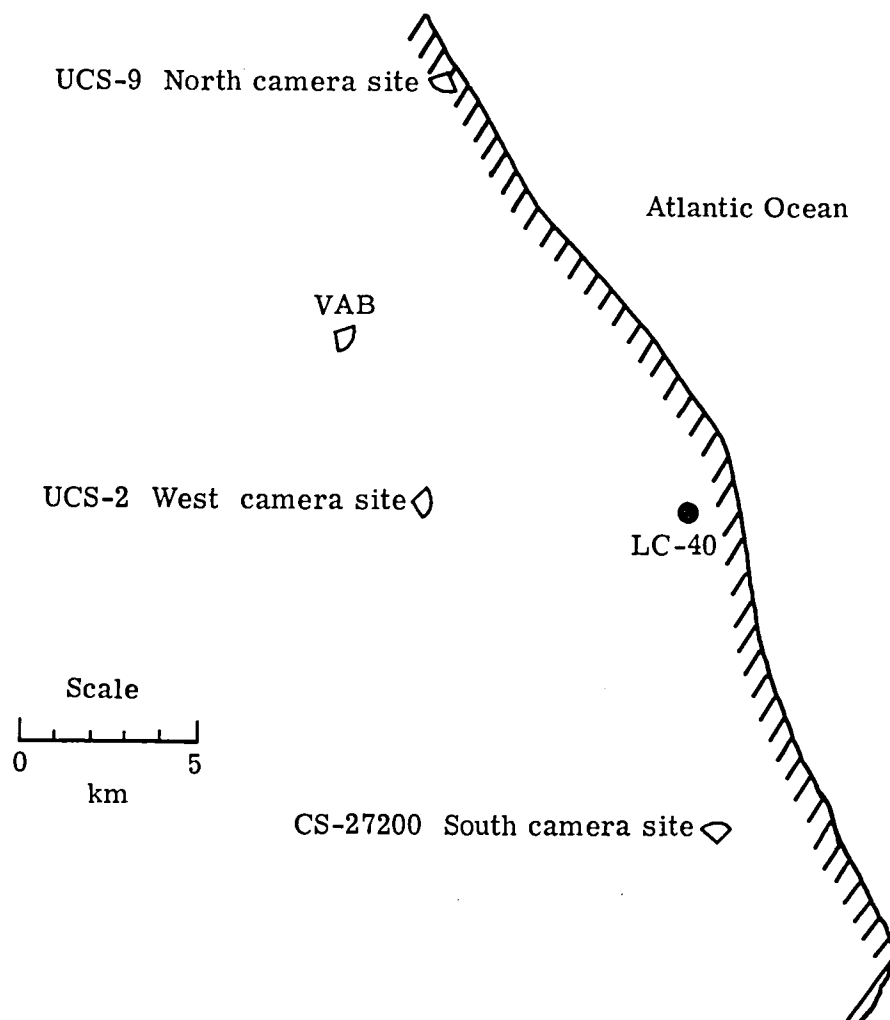 UCS-9 North camera site
Atlantic Ocean
VAB
UCS-2 West camera site
LC-40
Scale
0 5
km
CS-27200 South camera site